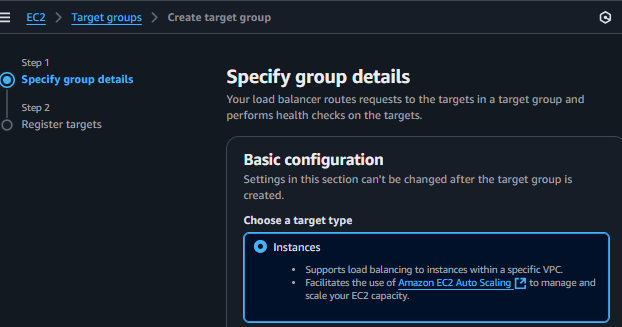 EC2 > Target groups > Create target group
Step 1
Specify group details
Step 2
Register targets
Specify group details
Your load balancer routes requests to the targets in a target group and
performs health checks on the targets.
Basic configuration
Settings in this section can't be changed after the target group is
created.
Choose a target type
Instances
• Supports load balancing to instances within a specific VPC.
• Facilitates the use of Amazon EC2 Auto Scaling to manage and
scale your EC2 capacity.